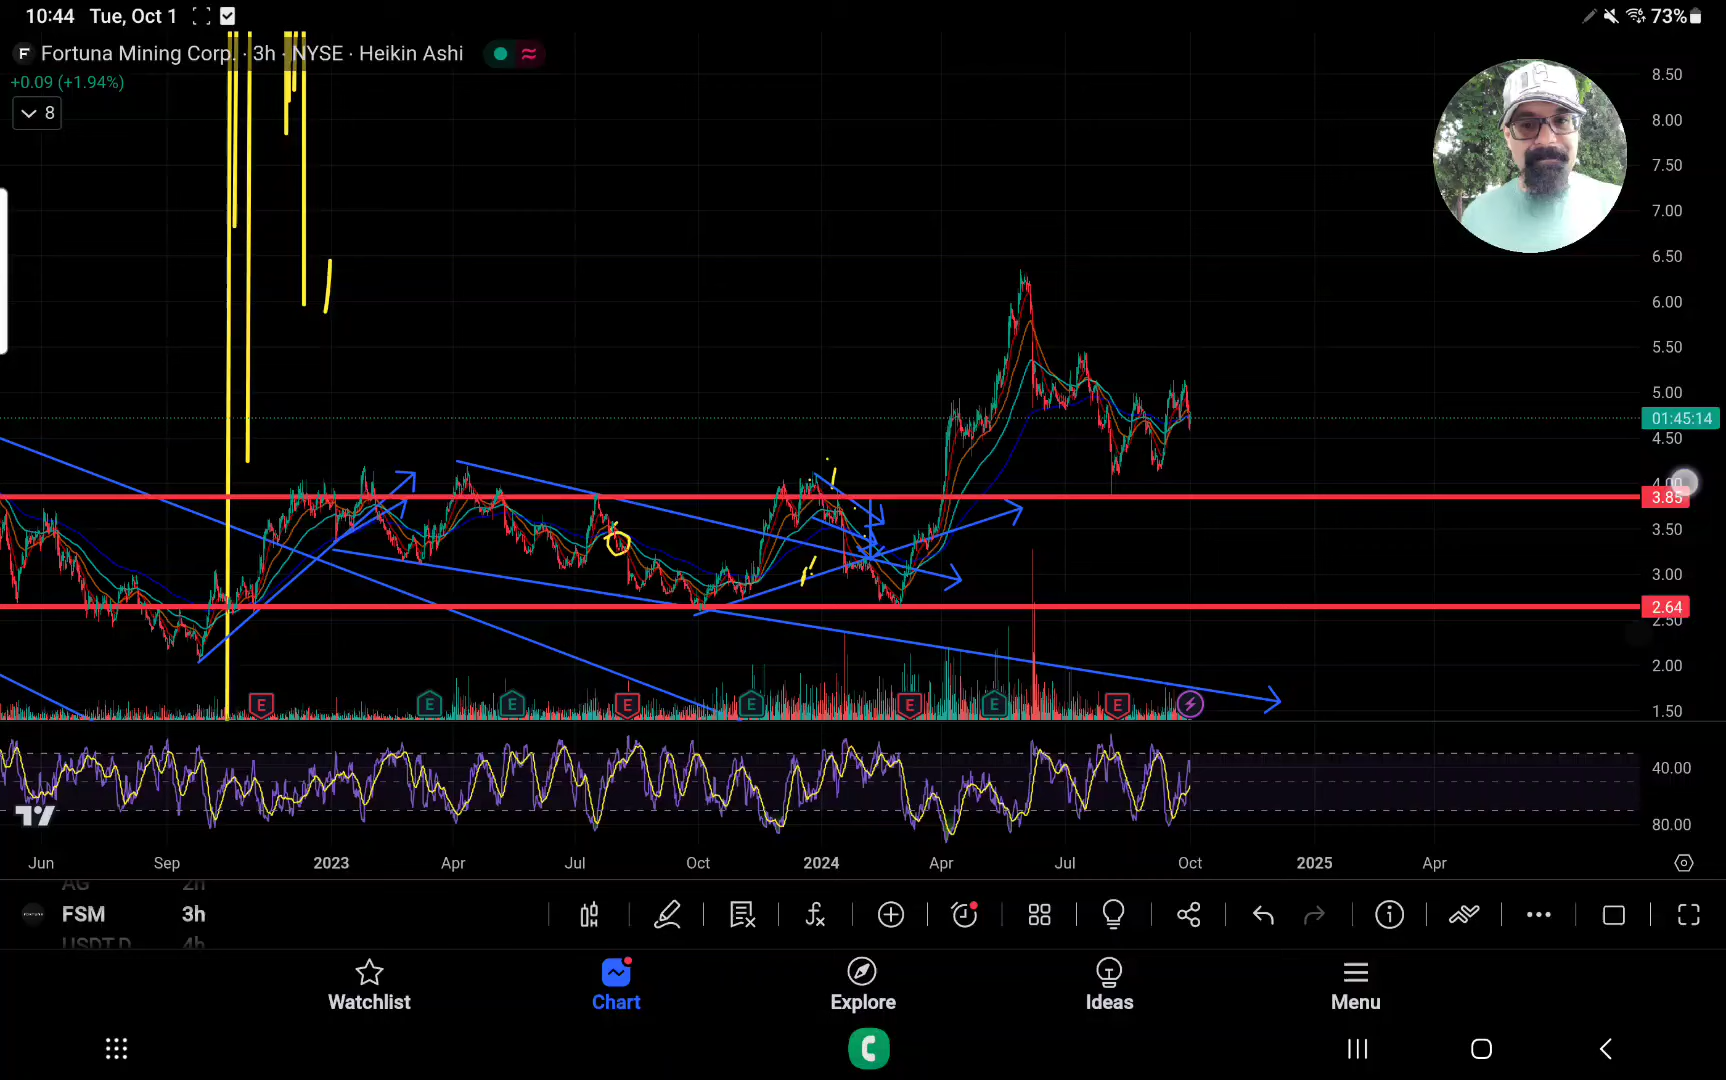 10:44 Tue, Oct 1 73%
F Fortuna Mining Corp. · 3h · NYSE · Heikin Ashi
+0.09 (+1.94%)
8
8.50
8.00
7.50
7.00
6.50
6.00
5.50
5.00
01:45:14
4.50
4.00
3.85
3.50
3.00
2.64
2.50
2.00
1.50
E E E E E E E E
40.00
80.00
Jun Sep 2023 Apr Jul Oct 2024 Apr Jul Oct 2025 Apr
AG 2h
FSM 3h
USDT.D 4h
Watchlist Chart Explore Ideas Menu